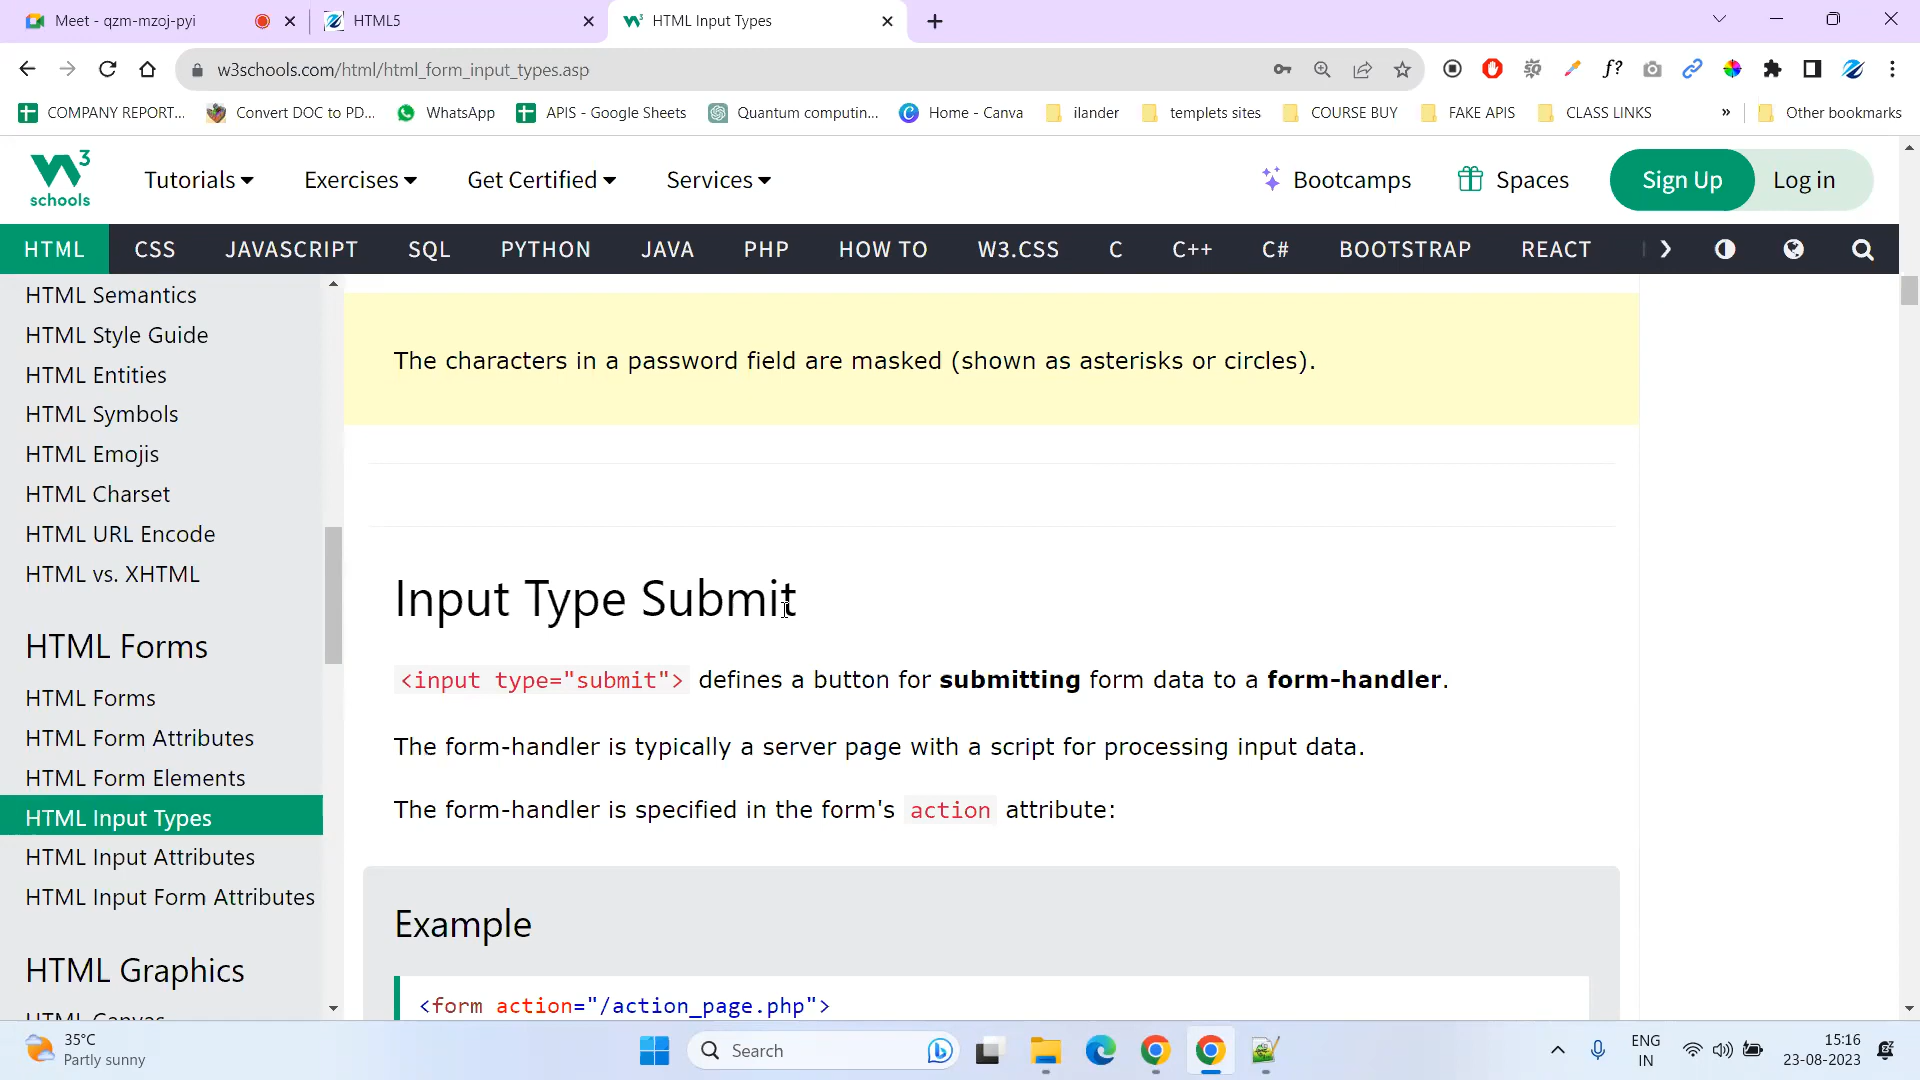 Meet - qzm-mzoj-pyi
HTML5
HTML Input Types
w3schools.com/html/html_form_input_types.asp
COMPANY REPORT...
Convert DOC to PD...
WhatsApp
APIS - Google Sheets
Quantum computin...
Home - Canva
ilander
templets sites
COURSE BUY
FAKE APIS
CLASS LINKS
»
Other bookmarks
W3 schools
Tutorials
Exercises
Get Certified
Services
Bootcamps
Spaces
Sign Up
Log in
HTML
CSS
JAVASCRIPT
SQL
PYTHON
JAVA
PHP
HOW TO
W3.CSS
C
C++
C#
BOOTSTRAP
REACT
HTML Semantics
HTML Style Guide
HTML Entities
HTML Symbols
HTML Emojis
HTML Charset
HTML URL Encode
HTML vs. XHTML
HTML Forms
HTML Forms
HTML Form Attributes
HTML Form Elements
HTML Input Types
HTML Input Attributes
HTML Input Form Attributes
HTML Graphics
HTML Canvas
The characters in a password field are masked (shown as asterisks or circles).
Input Type Submit
<input type="submit"> defines a button for submitting form data to a form-handler.
The form-handler is typically a server page with a script for processing input data.
The form-handler is specified in the form's action attribute:
Example
<form action="/action_page.php">
35°C
Partly sunny
Search
ENG
IN
15:16
23-08-2023